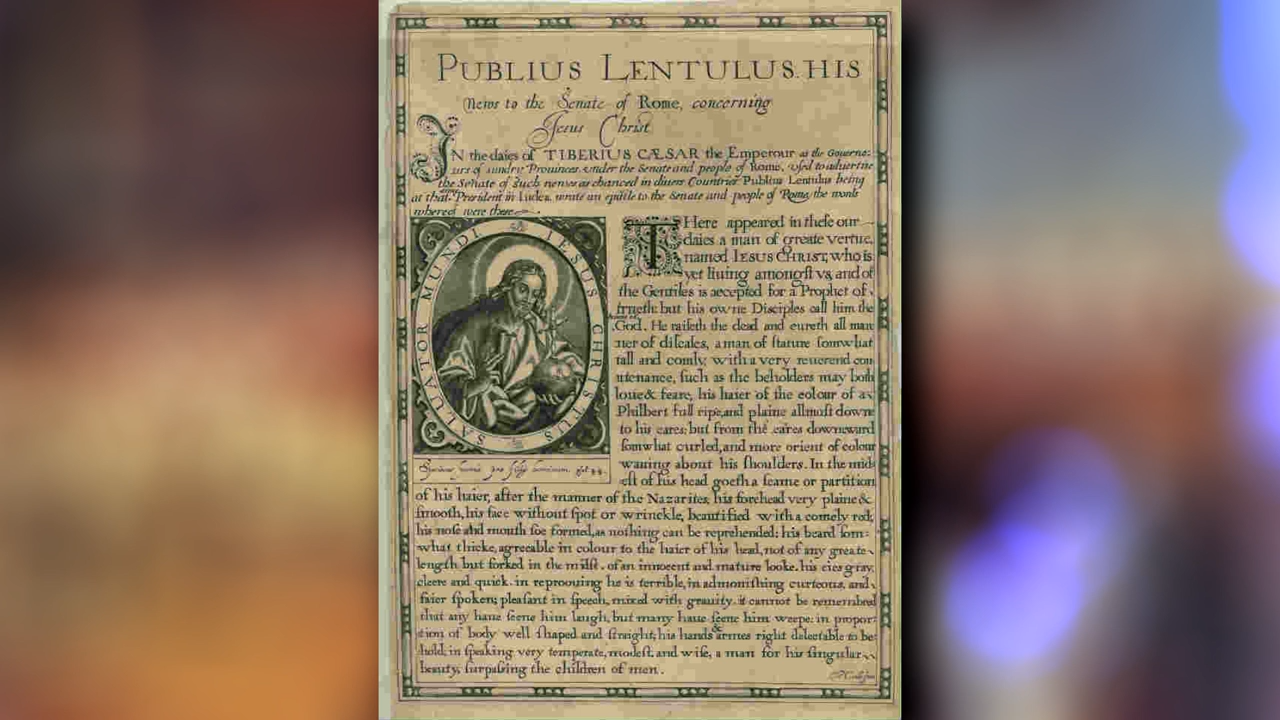 PUBLIUS LENTULUS. HIS
News to the Senate of Rome, concerning
Jesus Christ
IN the daies of TIBERIUS CÆSAR the Emperour as the Governo:
urs of sundry Prouinces vnder the Senate and people of Rome, vsed to aduertise
the Senate of such newes as chanced in diuers Countries Publius Lentulus being
at that President in Iudea, wrote an epistle to the Senate and people of Rome the words
whereof were these
SALUATOR MUNDI IESUS CHRISTUS
THere appeared in these our
daies a man of greate vertue,
named IESUS CHRIST, who is
yet liuing amongst vs, and of
the Gentiles is accepted for a Prophet of
trueth: but his owne Disciples call him the
God. He raiseth the dead and cureth all man
ner of diseases, a man of stature somwhat
tall and comly, with a very reuerend cou
ntenance, such as the beholders may both
loue & feare, his haier of the colour of a
Philbert full ripe, and plaine allmost downe
to his eares; but from the eares downeward
somwhat curled, and more orient of colour
wauing about his shoulders. In the mid
est of his head goeth a seame or partition
of his haier, after the manner of the Nazarites, his forehead very plaine &
smooth, his face without spot or wrinckle, beautified with a comely red;
his nose and mouth soe formed, as nothing can be reprehended; his beard som=
what thicke, agreeable in colour to the haier of his head, not of any greate
length but forked in the midst. of an innocent and mature looke. his eies gray,
cleere and quick. in reproouing he is terrible, in admonishing curteous, and
faier spoken; pleasant in speech, mixed with grauity. it cannot be remembred
that any haue seene him laugh, but many haue seene him weepe: in propor
tion of body well shaped and straight; his hands & armes right delectable to be
hold, in speaking very temperate, modest, and wise, a man for his singular
beauty, surpassing the children of men.